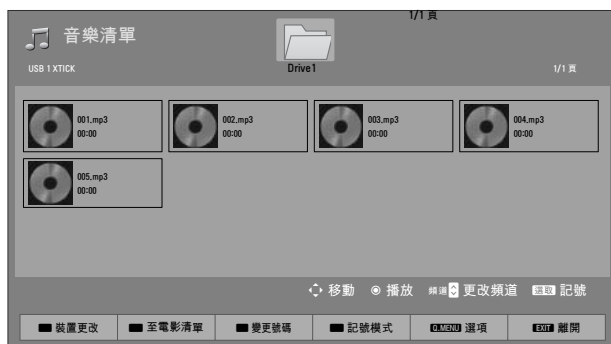 1/1 頁
音樂清單
USB 1 XTICK
Drive1
1/1 頁
001.mp3
00:00
002.mp3
00:00
003.mp3
00:00
004.mp3
00:00
005.mp3
00:00
移動 播放 頻道 更改頻道 選取 記號
裝置更改 至電影清單 變更號碼 記號模式 Q.MENU 選項 EXIT 離開